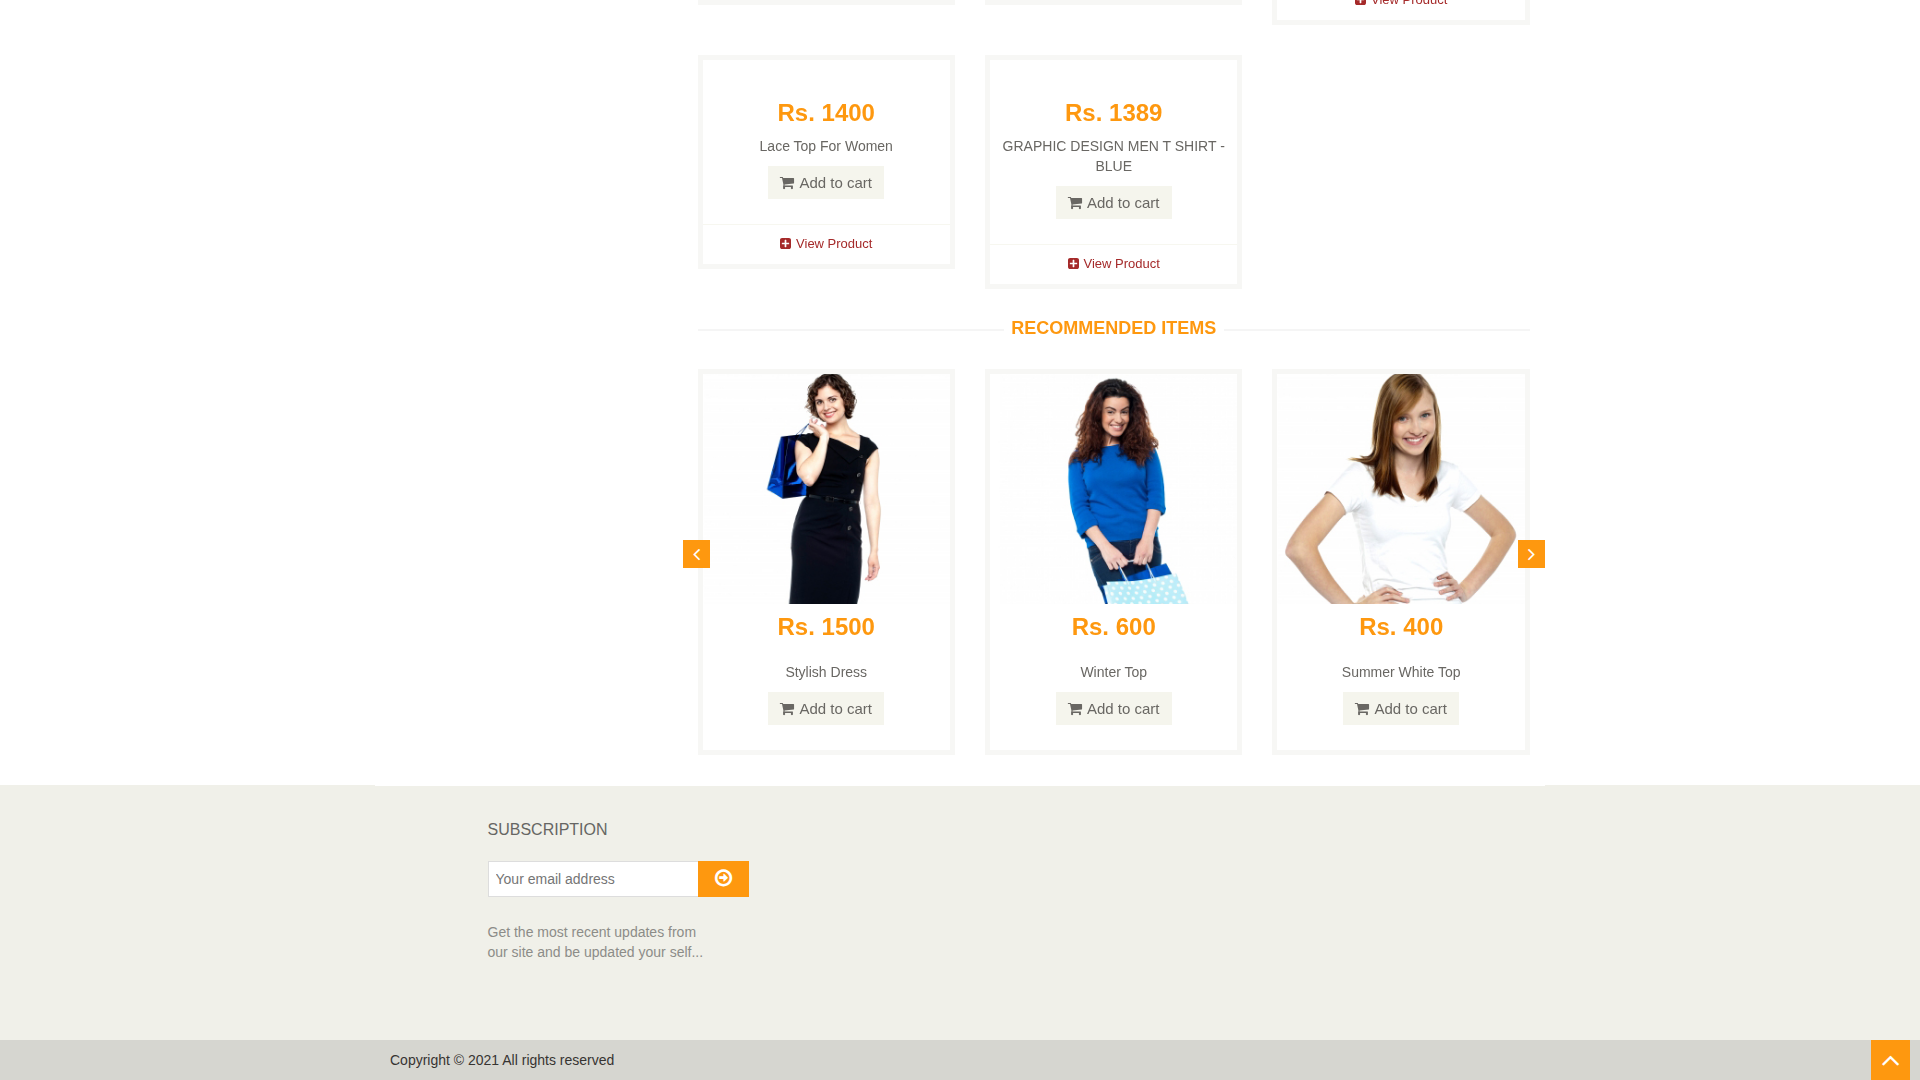 View Product
Rs. 1400
Lace Top For Women
Add to cart
View Product
Rs. 1389
GRAPHIC DESIGN MEN T SHIRT -
BLUE
Add to cart
View Product
RECOMMENDED ITEMS
Rs. 1500
Stylish Dress
Add to cart
Rs. 600
Winter Top
Add to cart
Rs. 400
Summer White Top
Add to cart
SUBSCRIPTION
Your email address
Get the most recent updates from
our site and be updated your self...
Copyright © 2021 All rights reserved